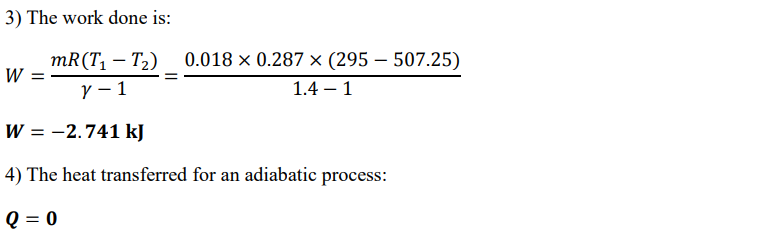 3) The work done is:
W = mR(T₁ − T₂) / γ − 1 = 0.018 × 0.287 × (295 − 507.25) / 1.4 − 1
W = −2.741 kJ
4) The heat transferred for an adiabatic process:
Q = 0